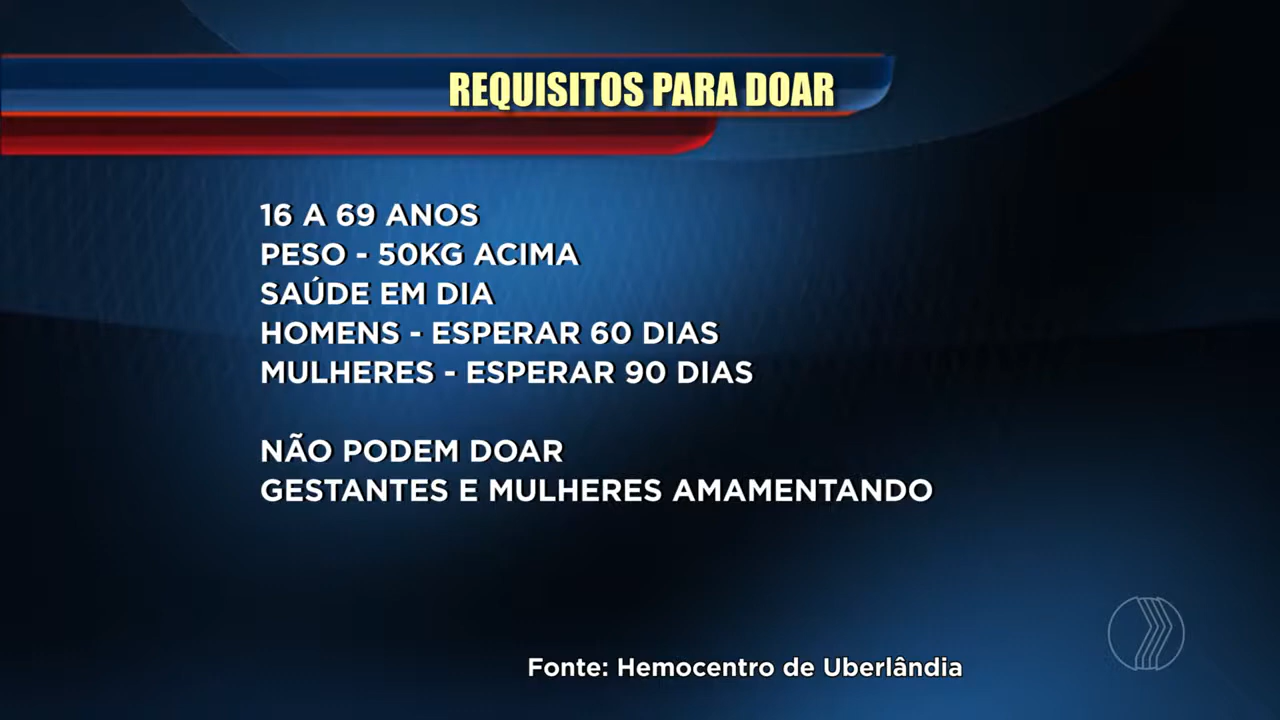 REQUISITOS PARA DOAR
16 A 69 ANOS
PESO - 50KG ACIMA
SAÚDE EM DIA
HOMENS - ESPERAR 60 DIAS
MULHERES - ESPERAR 90 DIAS
NÃO PODEM DOAR
GESTANTES E MULHERES AMAMENTANDO
Fonte: Hemocentro de Uberlândia